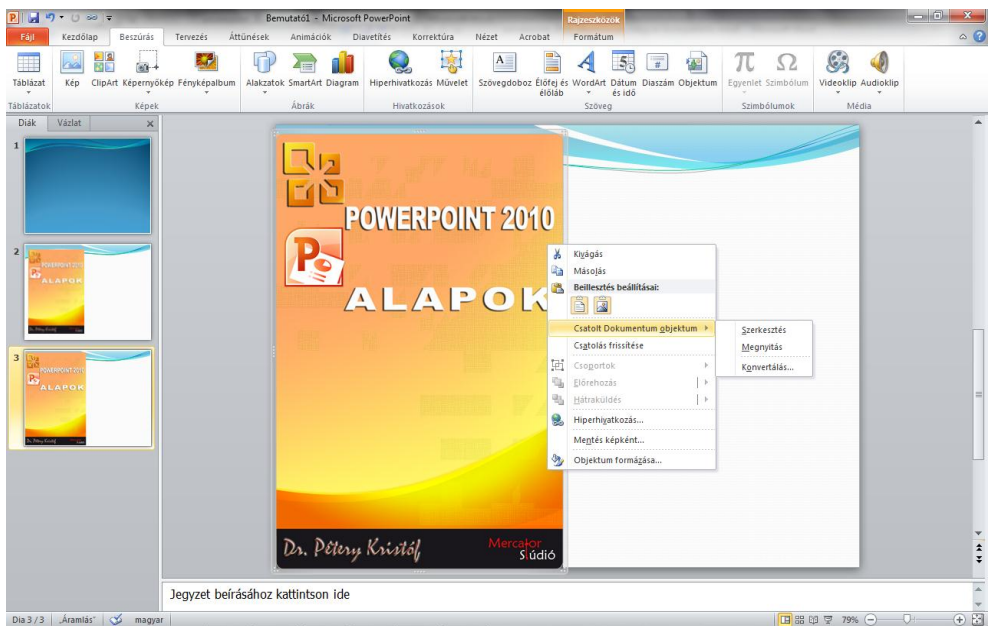 Bemutató1 - Microsoft PowerPoint
Rajzeszközök
Fájl Kezdőlap Beszúrás Tervezés Áttűnések Animációk Diavetítés Korrektúra Nézet Acrobat Formátum
Táblázat Kép ClipArt Képernyőkép Fényképalbum Alakzatok SmartArt Diagram Hiperhivatkozás Művelet Szövegdoboz Élőfej és élőláb WordArt Dátum és idő Diaszám Objektum Egyenlet Szimbólum Videoklip Audioklip
Táblázatok Képek Ábrák Hivatkozások Szöveg Szimbólumok Média
Diák Vázlat
1
2
3
POWERPOINT 2010
ALAPOK
Dr. Pétery Kristóf
Mercator
Stúdió
Kivágás
Másolás
Beillesztés beállításai:
Csatolt Dokumentum objektum
Csatolás frissítése
Csoportok
Előrehozás
Hátraküldés
Hiperhivatkozás...
Mentés képként...
Objektum formázása...
Szerkesztés
Megnyitás
Konvertálás...
Jegyzet beírásához kattintson ide
Dia 3 / 3 „Áramlás” magyar 79%